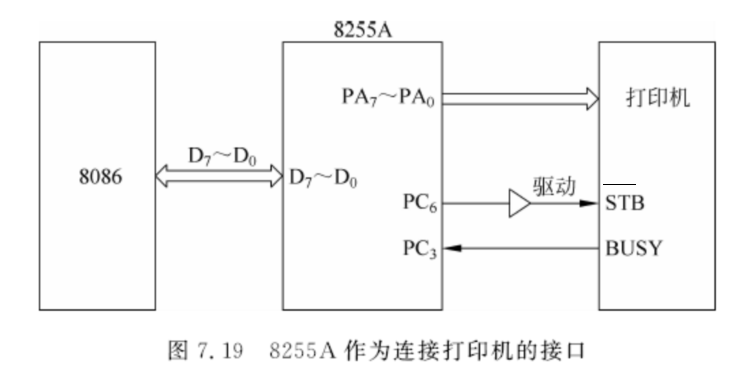 8255A
PA₇～PA₀
打印机
D₇～D₀
8086
D₇～D₀
驱动
PC₆
STB
PC₃
BUSY
图 7.19 8255A 作为连接打印机的接口